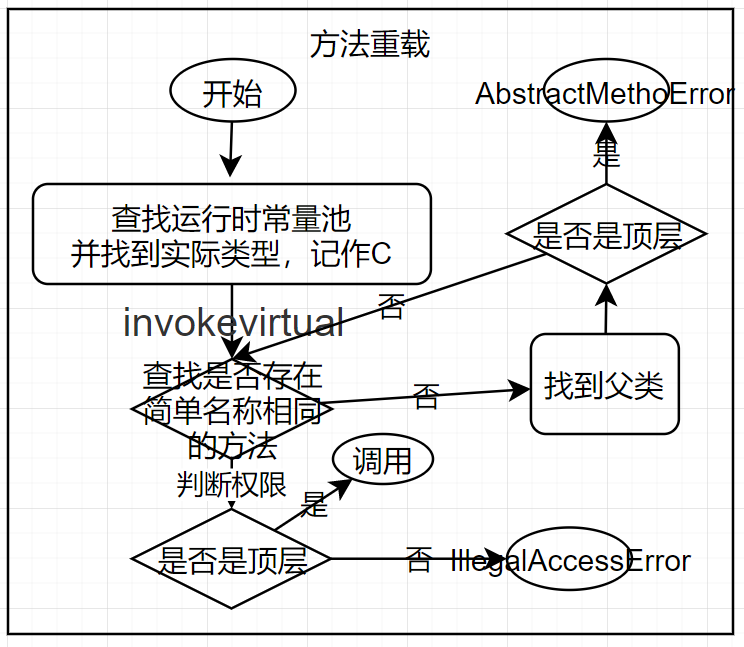 方法重载
开始
AbstractMethoError
是
查找运行时常量池
并找到实际类型，记作C
是否是顶层
否
invokevirtual
查找是否存在
简单名称相同
的方法
否
找到父类
判断权限
调用
是
是否是顶层
否
IllegalAccessError